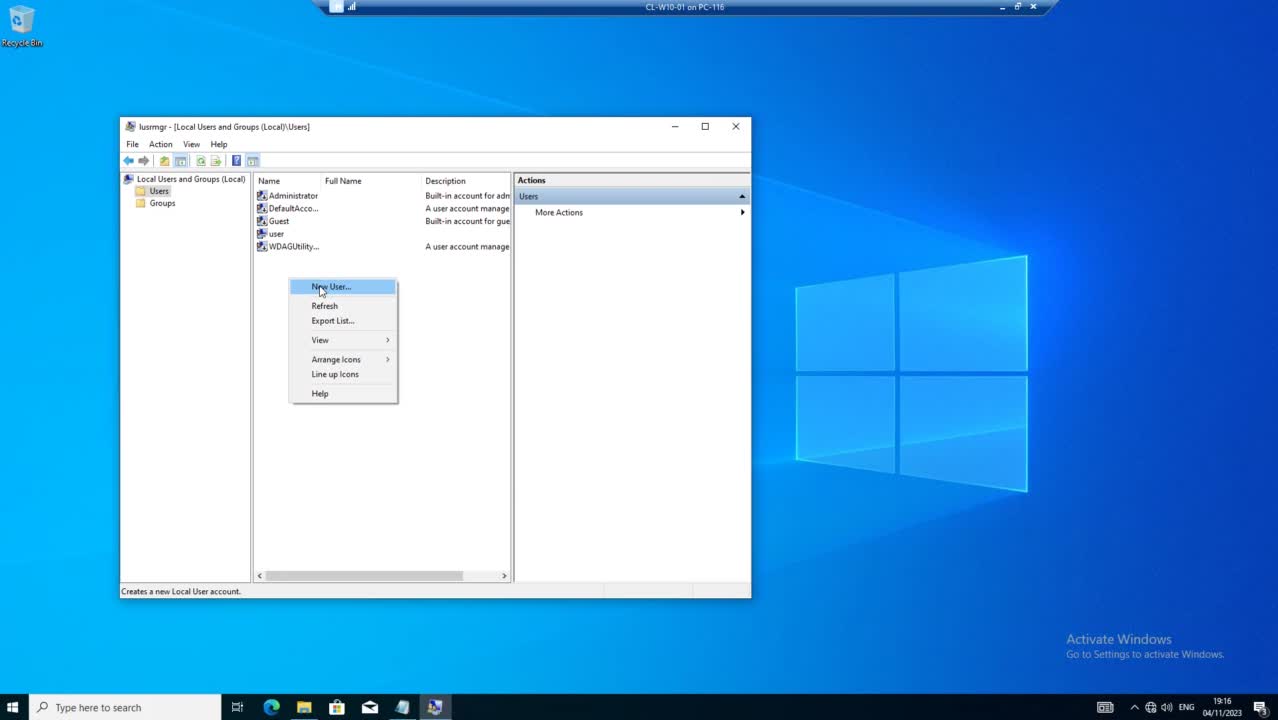 CL-W10-01 on PC-116
Recycle Bin
lusrmgr - [Local Users and Groups (Local)\Users]
File Action View Help
Local Users and Groups (Local)
Users
Groups
Name Full Name Description
Administrator Built-in account for adn
DefaultAcco... A user account manage
Guest Built-in account for gue
user
WDAGUtility... A user account manage
Actions
Users
More Actions
New User...
Refresh
Export List...
View
Arrange Icons
Line up Icons
Help
Creates a new Local User account.
Activate Windows
Go to Settings to activate Windows.
Type here to search
ENG
19:16
04/11/2023
3